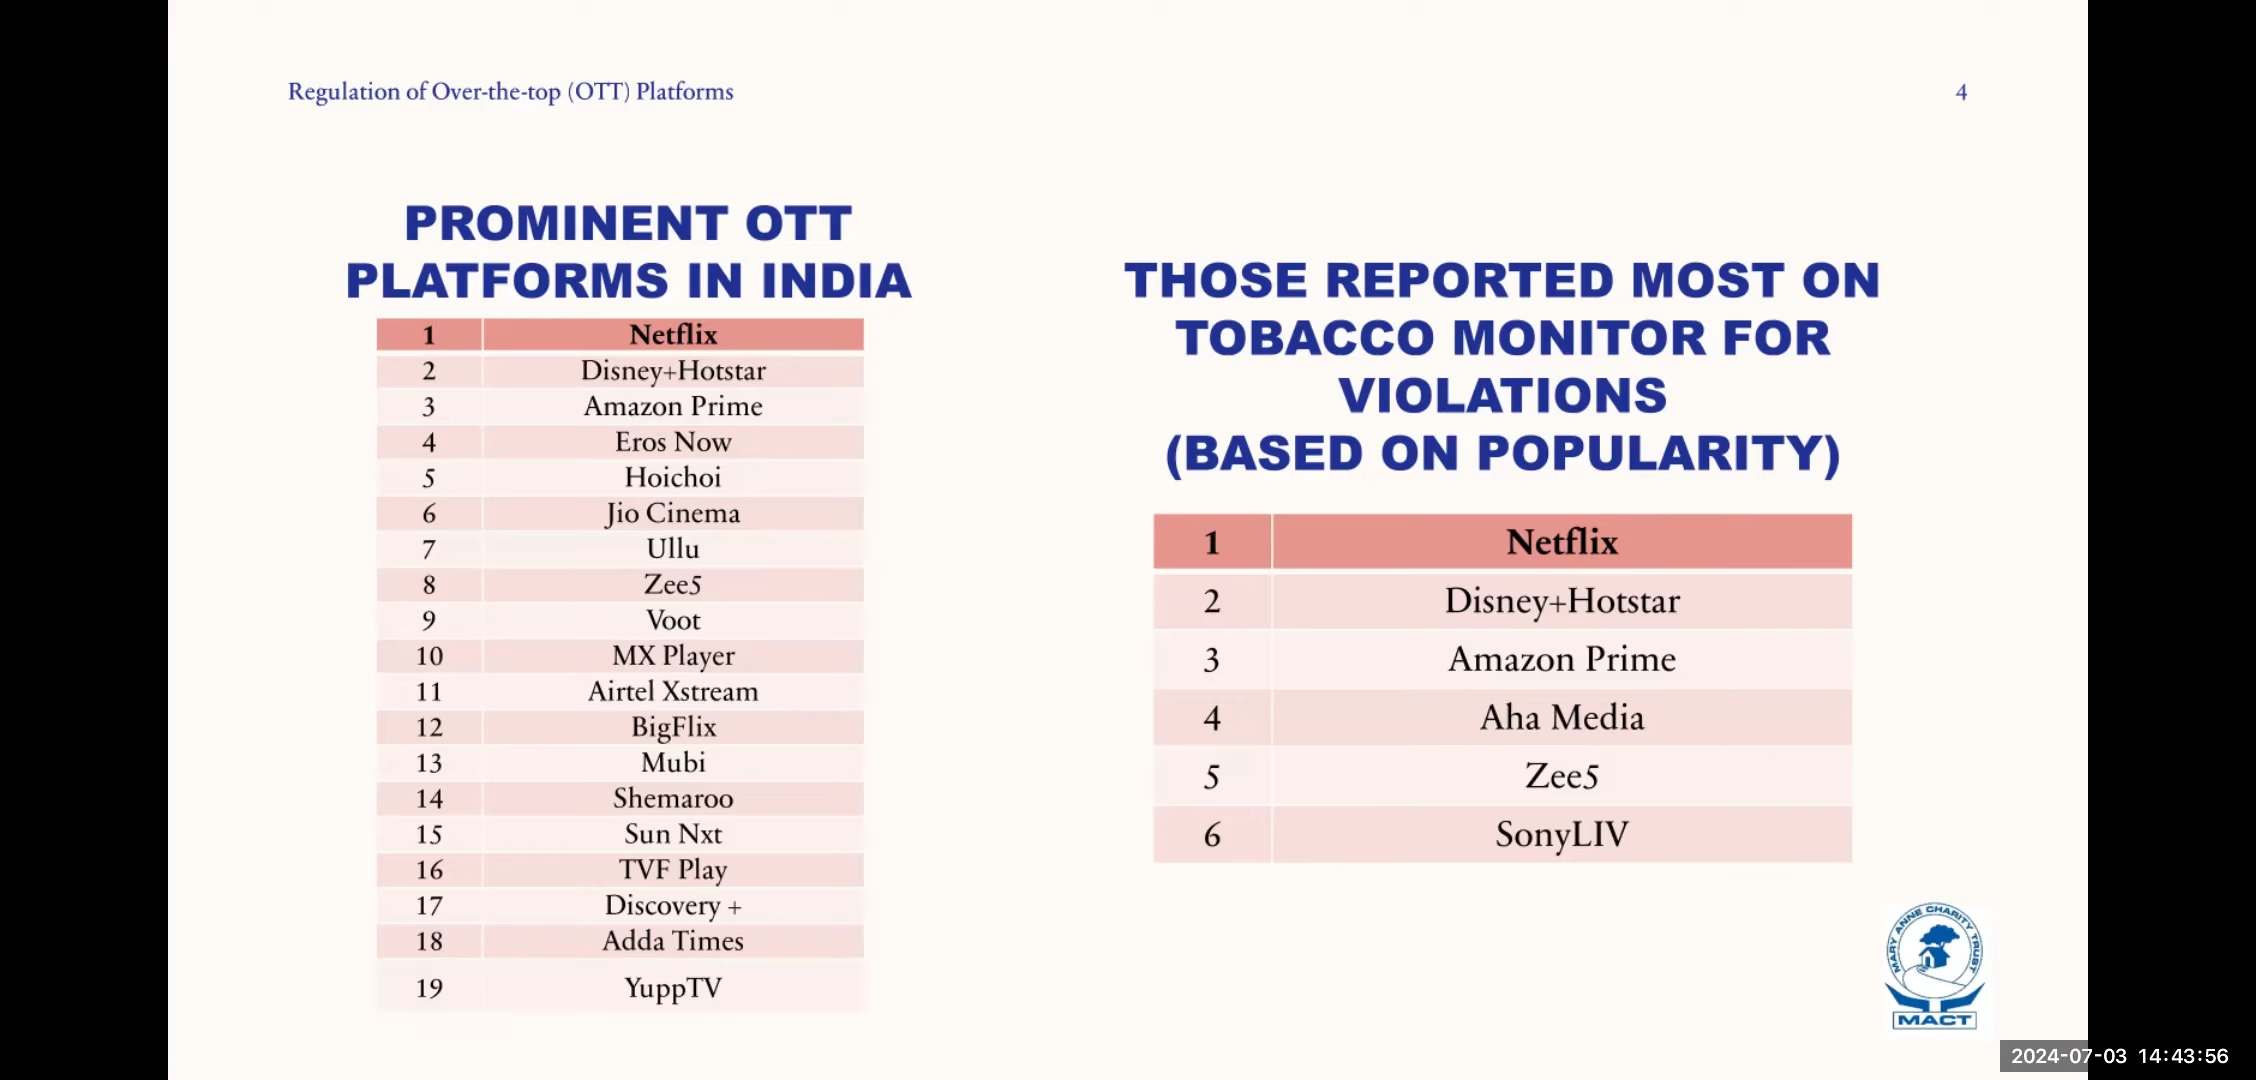 Regulation of Over-the-top (OTT) Platforms
4
PROMINENT OTT
PLATFORMS IN INDIA
1 Netflix
2 Disney+Hotstar
3 Amazon Prime
4 Eros Now
5 Hoichoi
6 Jio Cinema
7 Ullu
8 Zee5
9 Voot
10 MX Player
11 Airtel Xstream
12 BigFlix
13 Mubi
14 Shemaroo
15 Sun Nxt
16 TVF Play
17 Discovery +
18 Adda Times
19 YuppTV
THOSE REPORTED MOST ON
TOBACCO MONITOR FOR
VIOLATIONS
(BASED ON POPULARITY)
1 Netflix
2 Disney+Hotstar
3 Amazon Prime
4 Aha Media
5 Zee5
6 SonyLIV
MARY ANNE CHARITY TRUST
MACT
2024-07-03 14:43:56